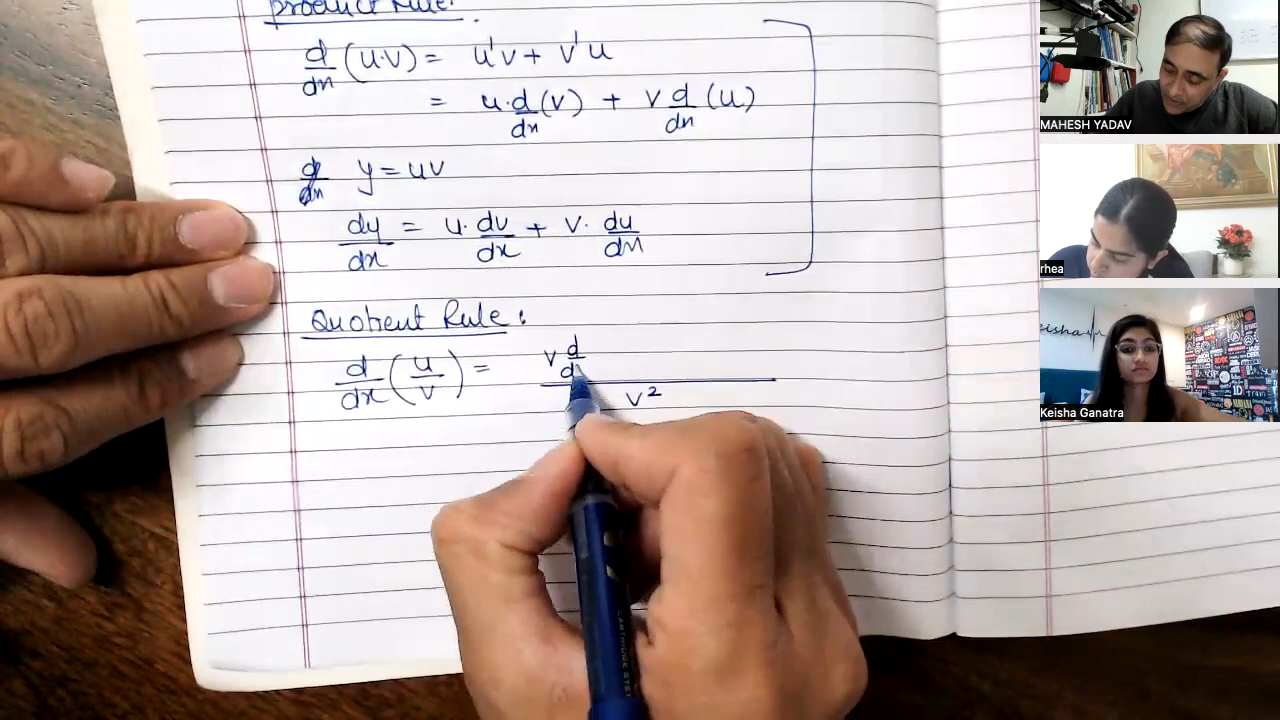 product Rule:
d/dx (u·v) = u'v + v'u
= u·d/dx (v) + v d/dx (u)
d/dx y = uv
dy/dx = u· dv/dx + v· du/dx
Quotient Rule:
d/dx (u/v) = v d/d
v²
MAHESH YADAV
rhea
Keisha Ganatra